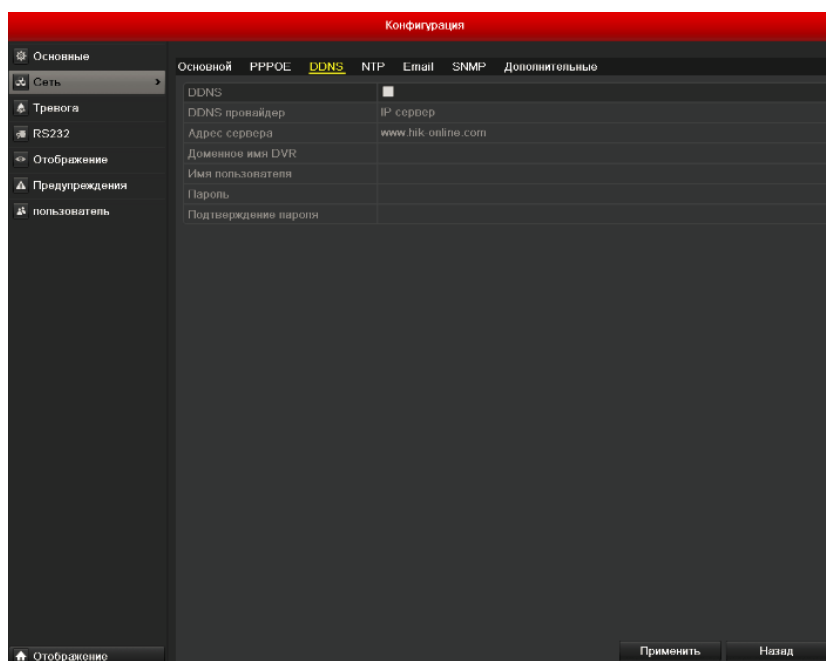 Конфигурация
Основные
Сеть
Тревога
RS232
Отображение
Предупреждения
пользователь
Отображение
Основной PPPOE DDNS NTP Email SNMP Дополнительные
DDNS
DDNS провайдер IP сервер
Адрес сервера www.hik-online.com
Доменное имя DVR
Имя пользователя
Пароль
Подтверждение пароля
Применить Назад